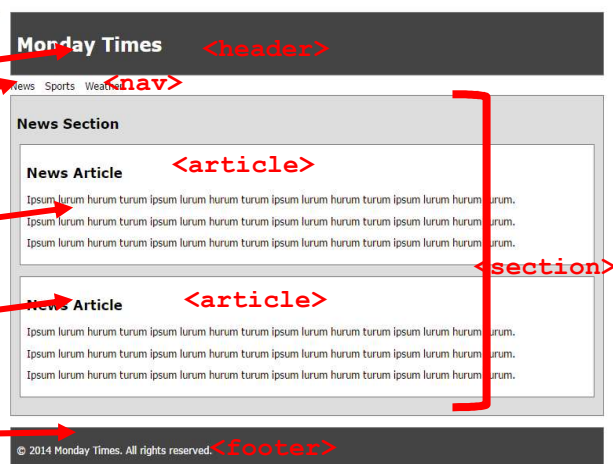 Monday Times <header>
News Sports Weather <nav>
News Section
News Article <article>
Ipsum lurum hurum turum ipsum lurum hurum turum ipsum lurum hurum turum ipsum lurum hurum turum.
Ipsum lurum hurum turum ipsum lurum hurum turum ipsum lurum hurum turum ipsum lurum hurum turum.
Ipsum lurum hurum turum ipsum lurum hurum turum ipsum lurum hurum turum ipsum lurum hurum turum.
<section>
News Article <article>
Ipsum lurum hurum turum ipsum lurum hurum turum ipsum lurum hurum turum ipsum lurum hurum turum.
Ipsum lurum hurum turum ipsum lurum hurum turum ipsum lurum hurum turum ipsum lurum hurum turum.
Ipsum lurum hurum turum ipsum lurum hurum turum ipsum lurum hurum turum ipsum lurum hurum turum.
© 2014 Monday Times. All rights reserved. <footer>